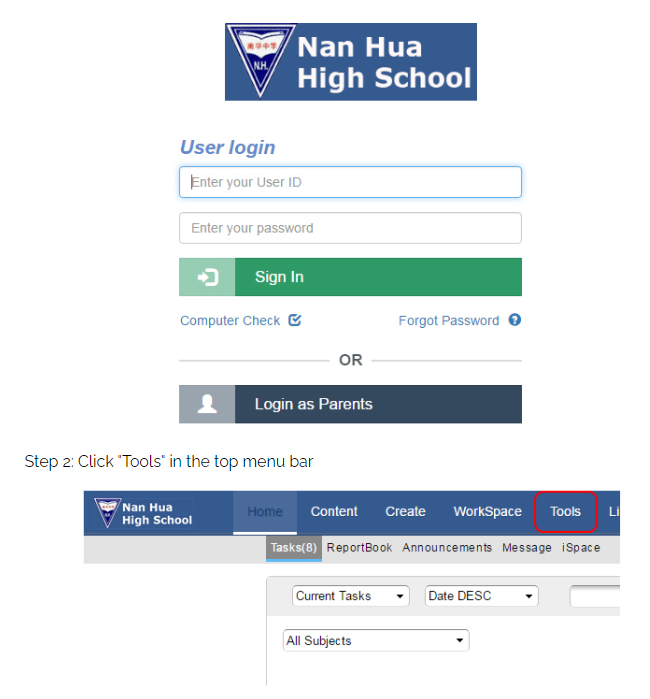 南华中学
N.H.
Nan Hua
High School
User login
Enter your User ID
Enter your password
Sign In
Computer Check
Forgot Password
OR
Login as Parents
Step 2: Click "Tools" in the top menu bar
Nan Hua
High School
Home Content Create WorkSpace Tools Li
Tasks(8) ReportBook Announcements Message iSpace
Current Tasks Date DESC
All Subjects